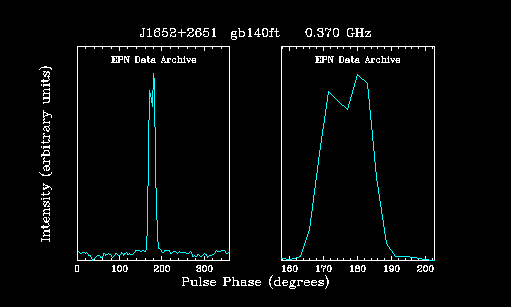 J1652+2651 gb140ft 0.370 GHz
EPN Data Archive EPN Data Archive
Intensity (arbitrary units)
0 100 200 300 160 170 180 190 200
Pulse Phase (degrees)